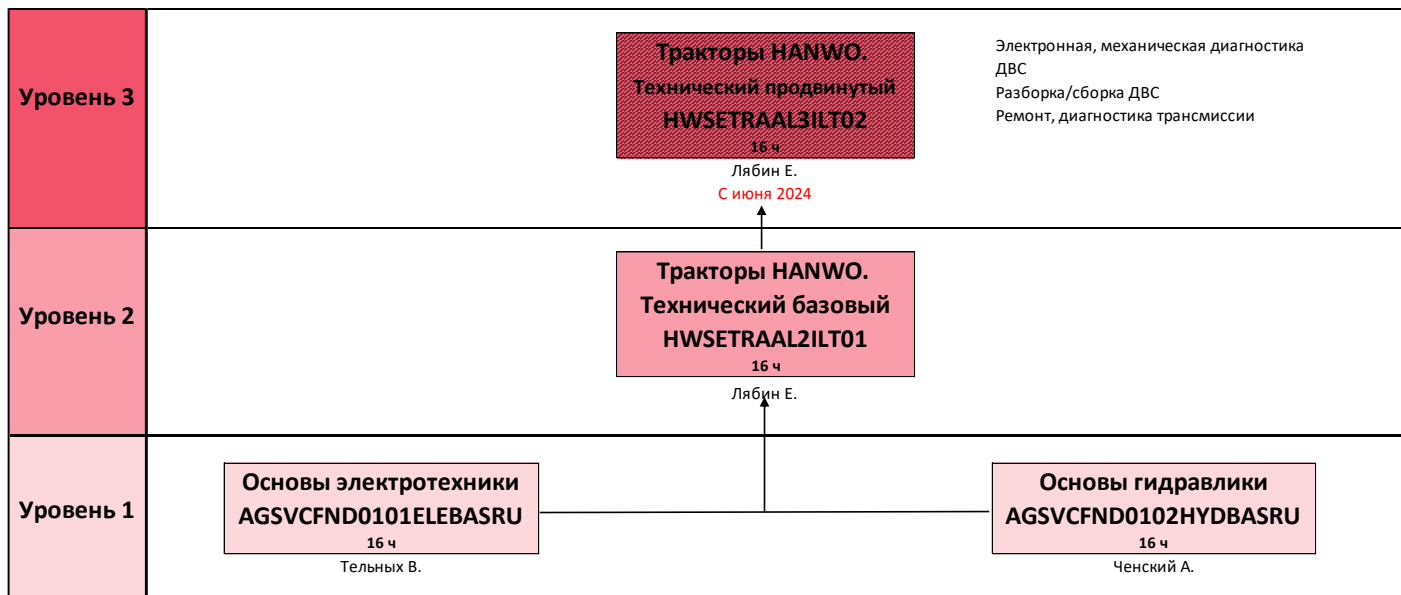 Уровень 3
Тракторы HANWO.
Технический продвинутый
HWSETRAAL3ILT02
16 ч
Лябин Е.
С июня 2024
Электронная, механическая диагностика
ДВС
Разборка/сборка ДВС
Ремонт, диагностика трансмиссии
Уровень 2
Тракторы HANWO.
Технический базовый
HWSETRAAL2ILT01
16 ч
Лябин Е.
Уровень 1
Основы электротехники
AGSVCFND0101ELEBASRU
16 ч
Тельных В.
Основы гидравлики
AGSVCFND0102HYDBASRU
16 ч
Ченский А.